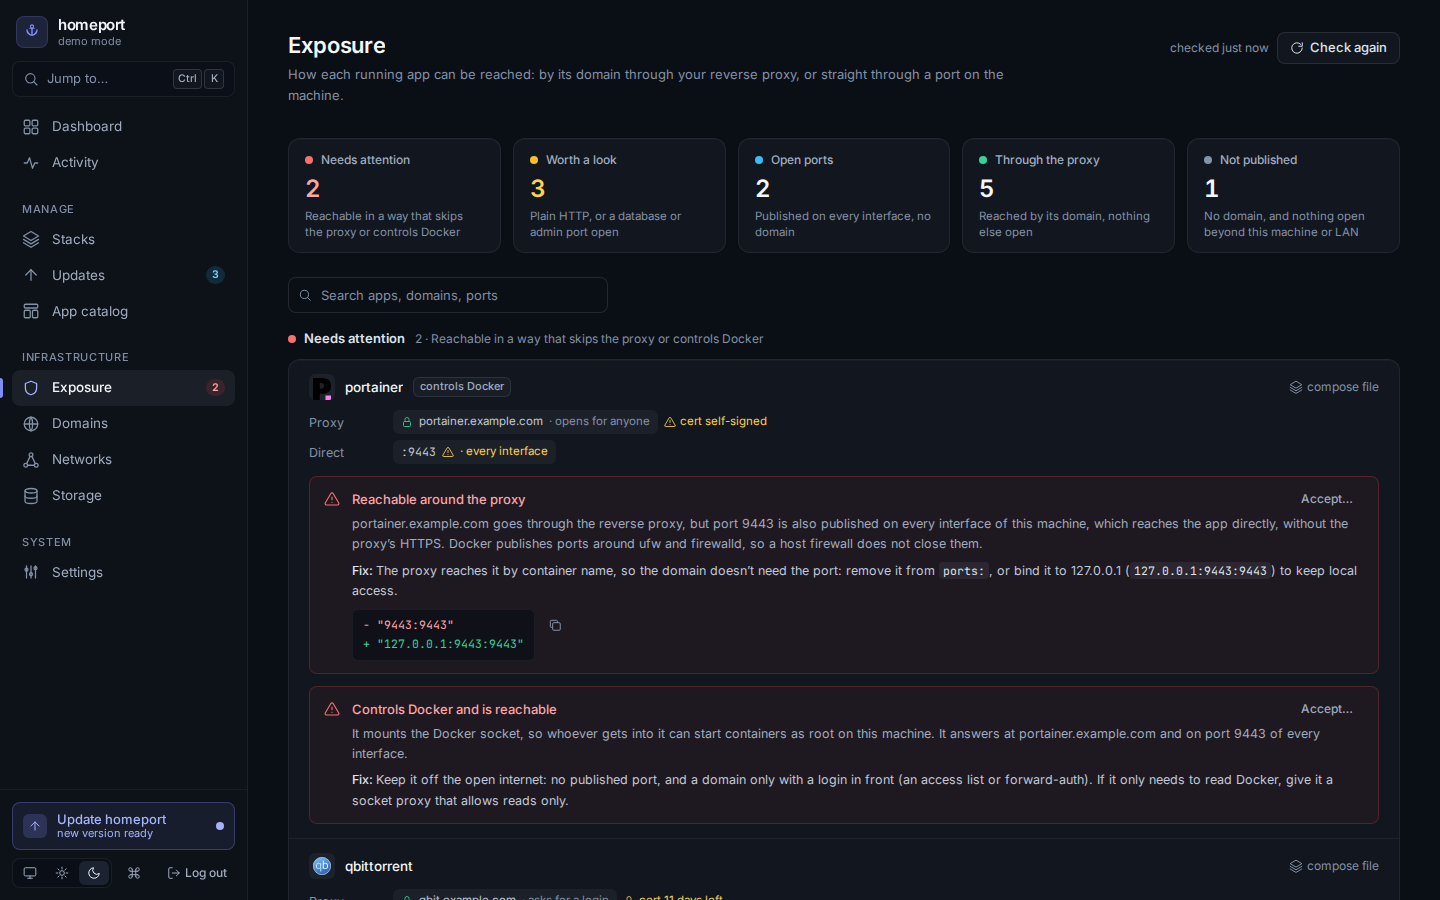 homeport
demo mode
Jump to...
Ctrl K
Dashboard
Activity
MANAGE
Stacks
Updates 3
App catalog
INFRASTRUCTURE
Exposure 2
Domains
Networks
Storage
SYSTEM
Settings
Update homeport
new version ready
Log out
Exposure
How each running app can be reached: by its domain through your reverse proxy, or straight through a port on the
machine.
checked just now
Check again
Needs attention
2
Reachable in a way that skips
the proxy or controls Docker
Worth a look
3
Plain HTTP, or a database or
admin port open
Open ports
2
Published on every interface, no
domain
Through the proxy
5
Reached by its domain, nothing
else open
Not published
1
No domain, and nothing open
beyond this machine or LAN
Search apps, domains, ports
Needs attention 2 · Reachable in a way that skips the proxy or controls Docker
portainer controls Docker compose file
Proxy portainer.example.com · opens for anyone cert self-signed
Direct :9443 · every interface
Reachable around the proxy Accept...
portainer.example.com goes through the reverse proxy, but port 9443 is also published on every interface of this machine, which reaches the app directly, without the
proxy’s HTTPS. Docker publishes ports around ufw and firewalld, so a host firewall does not close them.
Fix: The proxy reaches it by container name, so the domain doesn’t need the port: remove it from ports: , or bind it to 127.0.0.1 ( 127.0.0.1:9443:9443 ) to keep local
access.
- "9443:9443"
+ "127.0.0.1:9443:9443"
Controls Docker and is reachable Accept...
It mounts the Docker socket, so whoever gets into it can start containers as root on this machine. It answers at portainer.example.com and on port 9443 of every
interface.
Fix: Keep it off the open internet: no published port, and a domain only with a login in front (an access list or forward-auth). If it only needs to read Docker, give it a
socket proxy that allows reads only.
qb qbittorrent compose file
Proxy qbit.example.com · asks for a login cert 11 days left